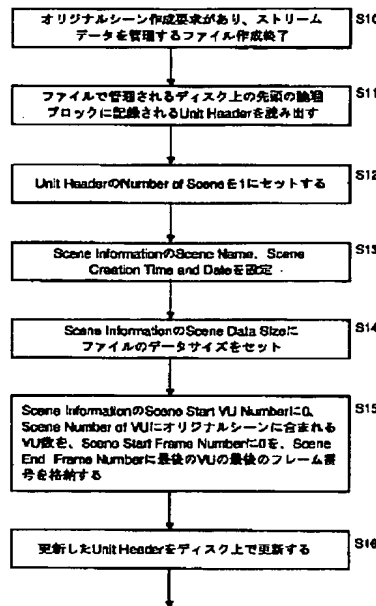 オリジナルシーン作成要求があり、ストリーム
データを管理するファイル作成終了
S10
ファイルで管理されるディスク上の先頭の論理
ブロックに記録されるUnit Headerを読み出す
S11
Unit HeaderのNumber of Sceneを1にセットする
S12
Scene InformationのScene Name、Scene
Creation Time and Dateを設定
S13
Scene InformationのScene Data Sizeに
ファイルのデータサイズをセット
S14
Scene InformationのScene Start VU Numberに0、
Scene Number of VUにオリジナルシーンに含まれる
VU数を、Scene Start Frame Numberに0を、Scene
End Frame Numberに最後のVUの最後のフレーム番
号を格納する
S15
更新したUnit Headerをディスク上で更新する
S16